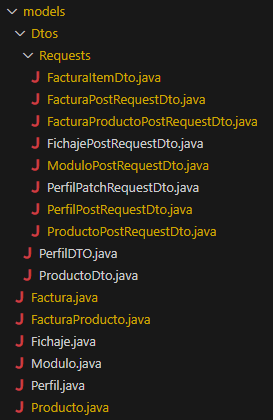 models
Dtos
Requests
FacturaItemDto.java
FacturaPostRequestDto.java
FacturaProductoPostRequestDto.java
FichajePostRequestDto.java
ModuloPostRequestDto.java
PerfilPatchRequestDto.java
PerfilPostRequestDto.java
ProductoPostRequestDto.java
PerfilDTO.java
ProductoDto.java
Factura.java
FacturaProducto.java
Fichaje.java
Modulo.java
Perfil.java
Producto.java